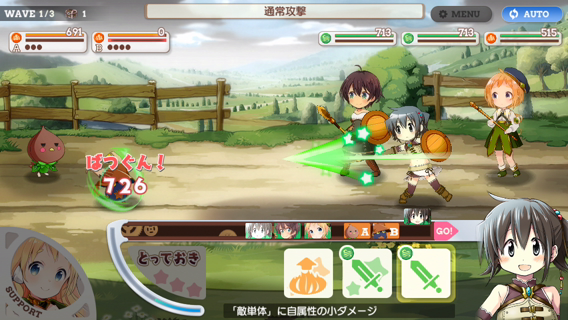 WAVE 1/3 1
通常攻撃
MENU
AUTO
691
A
0
B
713
713
515
ばつぐん!
726
A
B
GO!
とっておき
SUPPORT
「敵単体」に自属性の小ダメージ